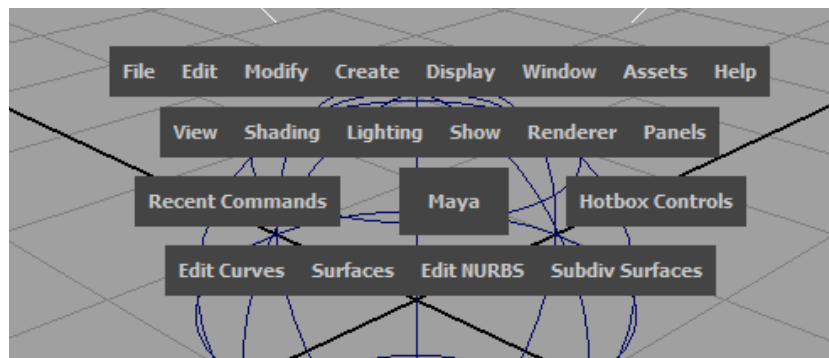 File Edit Modify Create Display Window Assets Help
View Shading Lighting Show Renderer Panels
Recent Commands Maya Hotbox Controls
Edit Curves Surfaces Edit NURBS Subdiv Surfaces